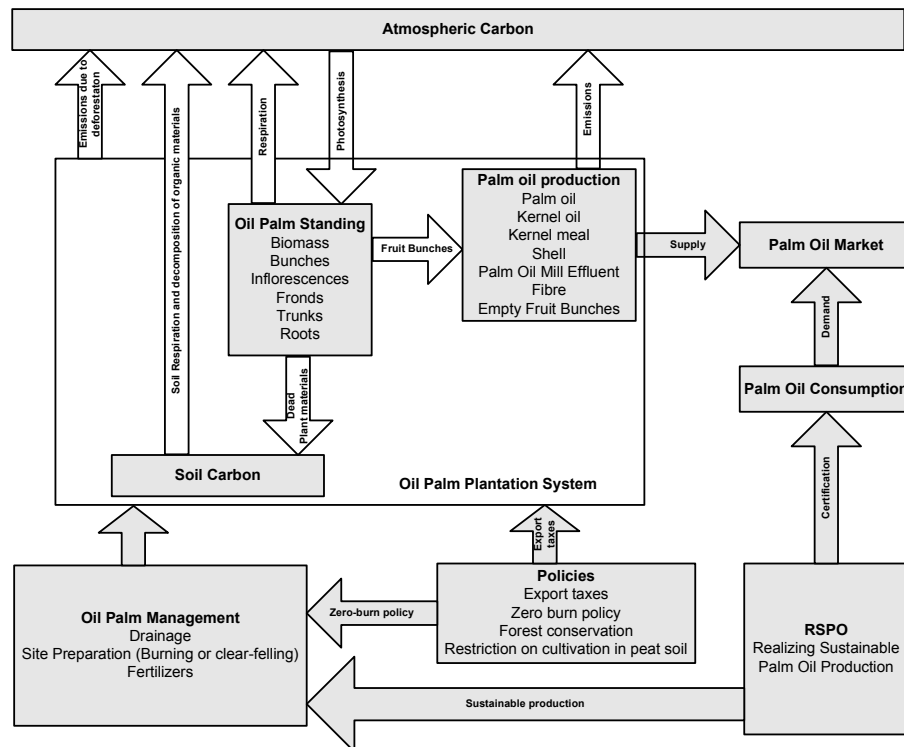 Atmospheric Carbon
Emissions due to
deforestaton
Soil Respiration and decomposition of organic materials
Respiration
Photosynthesis
Emissions
Oil Palm Standing
Biomass
Bunches
Inflorescences
Fronds
Trunks
Roots
Fruit Bunches
Palm oil production
Palm oil
Kernel oil
Kernel meal
Shell
Palm Oil Mill Effluent
Fibre
Empty Fruit Bunches
Supply
Palm Oil Market
Demand
Palm Oil Consumption
Dead
Plant materials
Soil Carbon
Oil Palm Plantation System
Certification
Export
taxes
Oil Palm Management
Drainage
Site Preparation (Burning or clear-felling)
Fertilizers
Zero-burn policy
Policies
Export taxes
Zero burn policy
Forest conservation
Restriction on cultivation in peat soil
RSPO
Realizing Sustainable
Palm Oil Production
Sustainable production